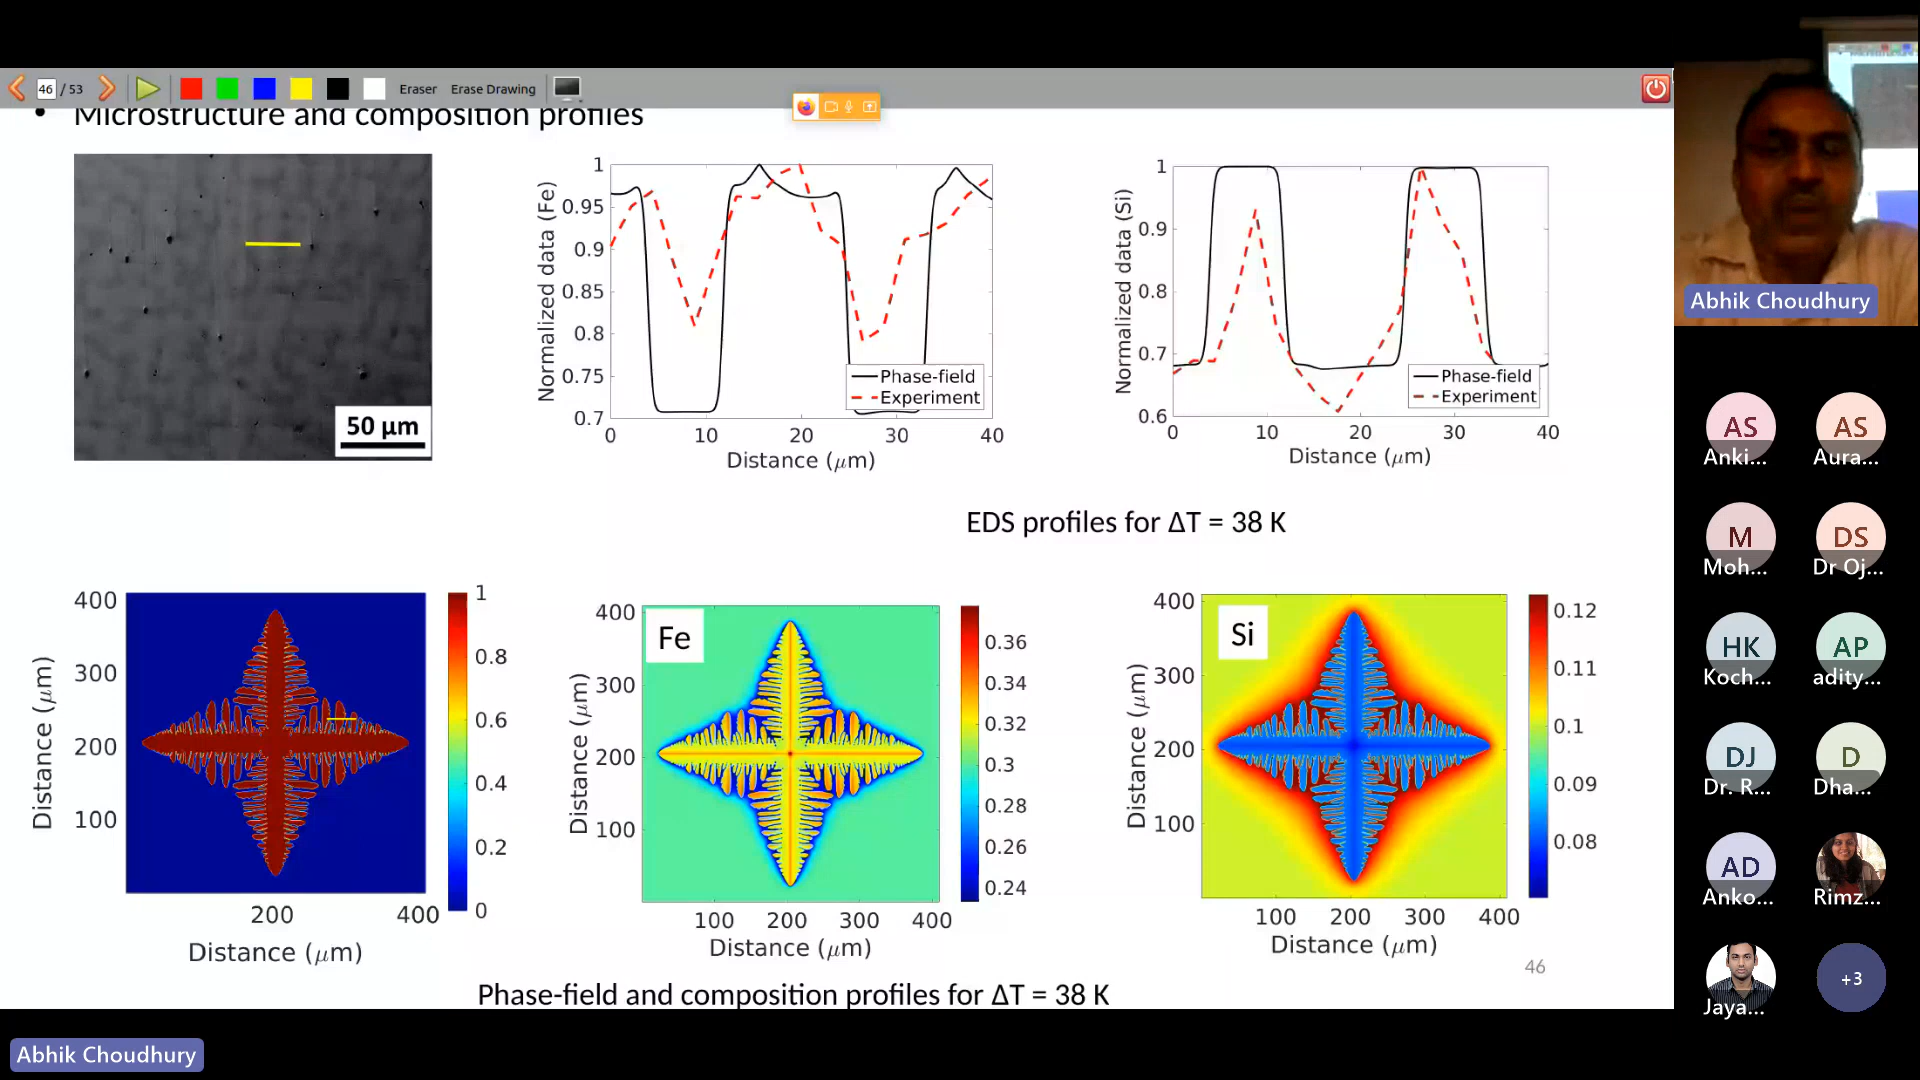 46 / 53
Eraser
Erase Drawing
• Microstructure and composition profiles
50 μm
Normalized data (Fe)
1
0.95
0.9
0.85
0.8
0.75
0.7
Phase-field
Experiment
0 10 20 30 40
Distance (μm)
Normalized data (Si)
1
0.9
0.8
0.7
0.6
Phase-field
Experiment
0 10 20 30 40
Distance (μm)
EDS profiles for ΔT = 38 K
Distance (μm)
400
300
200
100
200 400
Distance (μm)
1
0.8
0.6
0.4
0.2
0
Distance (μm)
400
300
200
100
Fe
100 200 300 400
Distance (μm)
0.36
0.34
0.32
0.3
0.28
0.26
0.24
Distance (μm)
400
300
200
100
Si
100 200 300 400
Distance (μm)
0.12
0.11
0.1
0.09
0.08
46
Phase-field and composition profiles for ΔT = 38 K
Abhik Choudhury
AS
Anki...
AS
Aura...
M
Moh...
DS
Dr Oj...
HK
Koch...
AP
adity...
DJ
Dr. R...
D
Dha...
AD
Anko...
Rimz...
Jaya...
+3
Abhik Choudhury